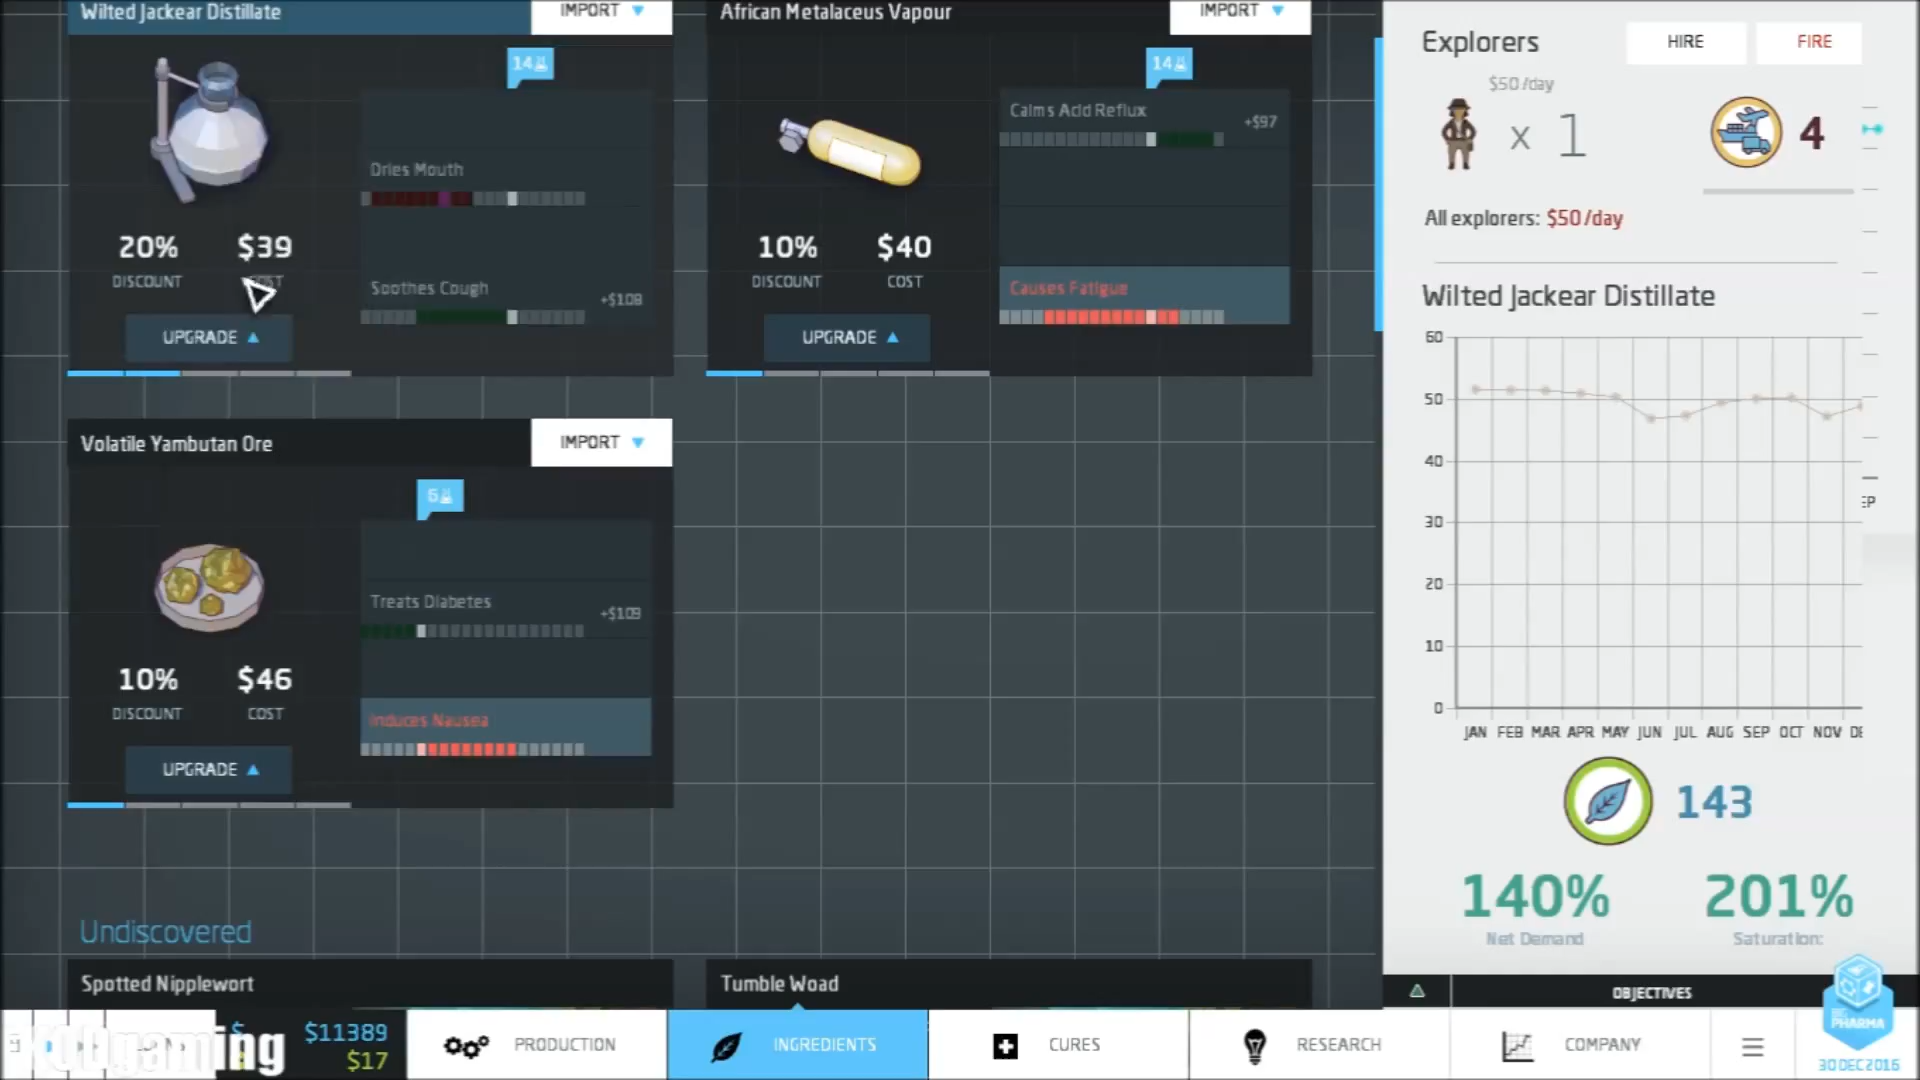 Wilted Jackear Distillate
IMPORT
14
Dries Mouth
20%
$39
DISCOUNT
Soothes Cough
+$108
UPGRADE
African Metalaceus Vapour
IMPORT
14
Calms Acid Reflux
+$97
10%
$40
DISCOUNT
COST
Causes Fatigue
UPGRADE
Volatile Yambutan Ore
IMPORT
6
Treats Diabetes
+$109
10%
$46
DISCOUNT
COST
Induces Nausea
UPGRADE
Undiscovered
Spotted Nipplewort
Tumble Woad
Explorers
HIRE
FIRE
$50/day
x 1
4
All explorers: $50/day
Wilted Jackear Distillate
60
50
40
30
20
10
0
JAN FEB MAR APR MAY JUN JUL AUG SEP OCT NOV DE
EP
143
140%
201%
Net Demand
Saturation:
OBJECTIVES
$11389
$17
PRODUCTION
INGREDIENTS
CURES
RESEARCH
COMPANY
PHARMA
30 DEC 2016